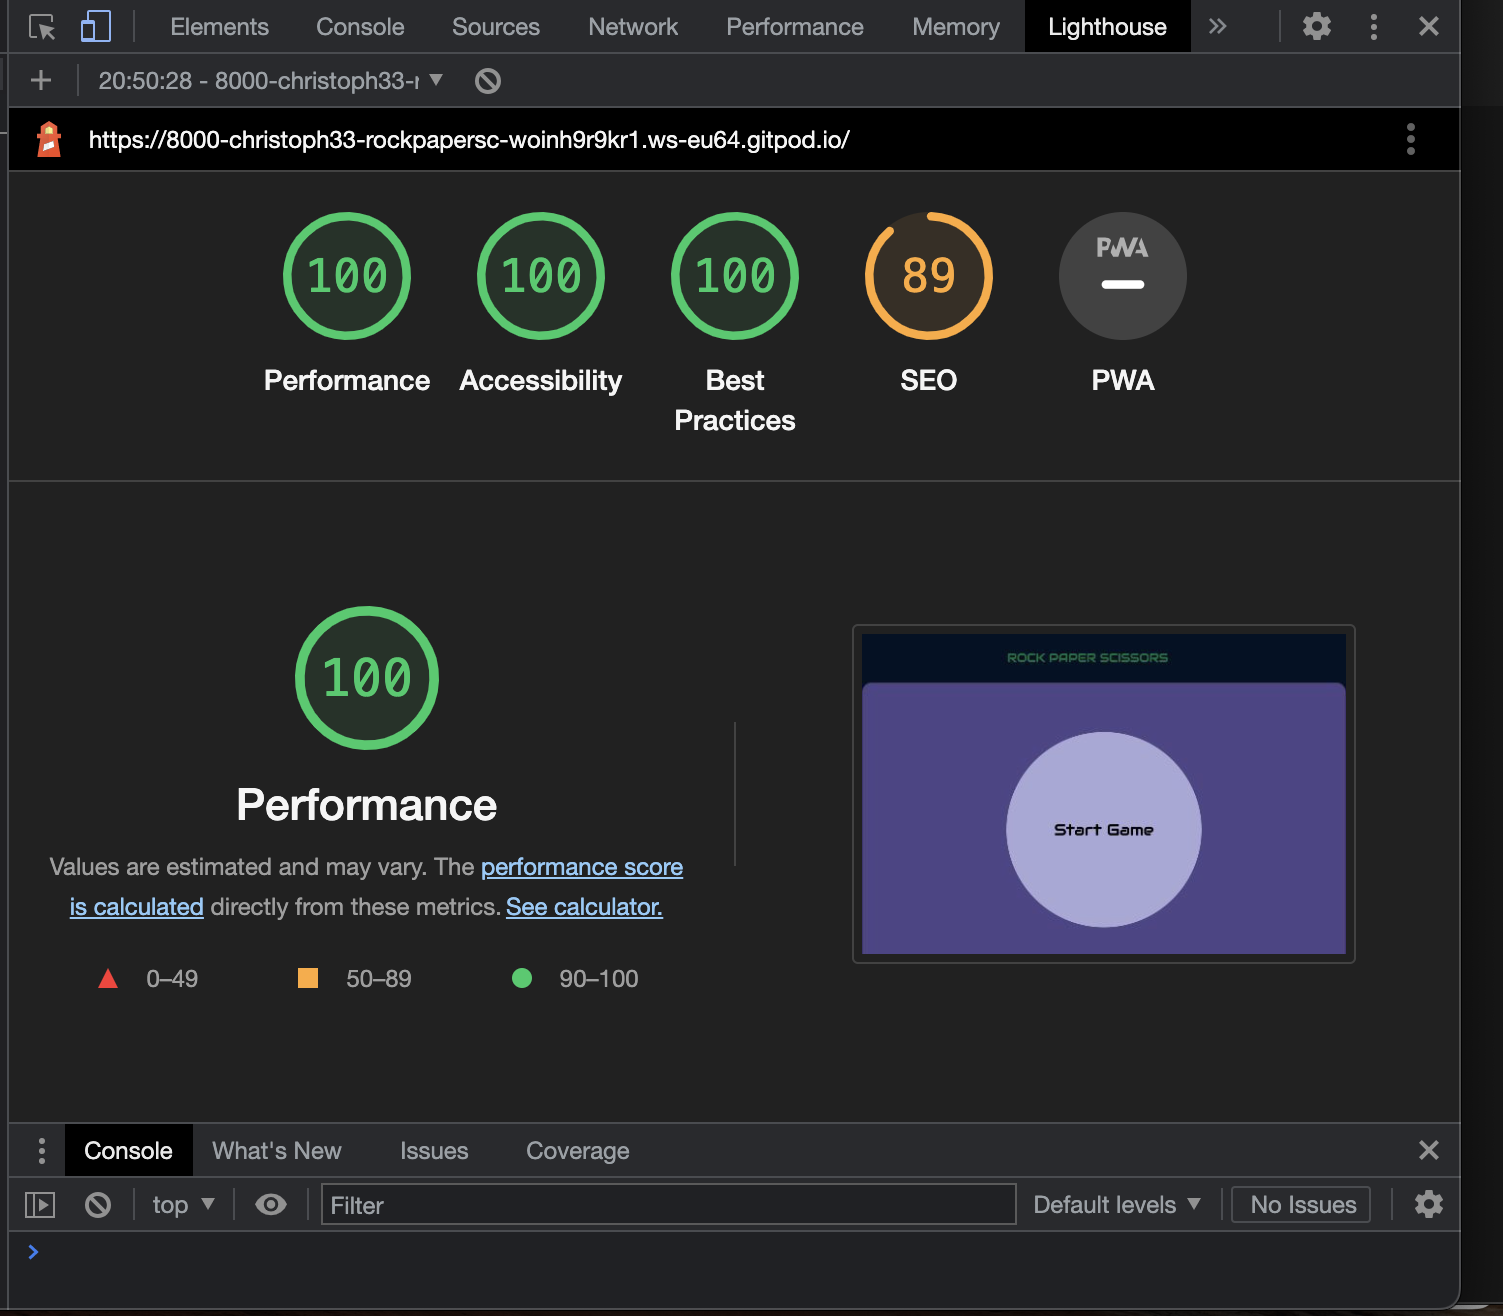 Elements Console Sources Network Performance Memory Lighthouse
20:50:28 - 8000-christoph33-r
https://8000-christoph33-rockpapersc-woinh9r9kr1.ws-eu64.gitpod.io/
100 100 100 89 PWA
Performance Accessibility Best Practices SEO PWA
100
Performance
Values are estimated and may vary. The performance score
is calculated directly from these metrics. See calculator.
0–49 50–89 90–100
ROCK PAPER SCISSORS
Start Game
Console What's New Issues Coverage
top Filter Default levels No Issues